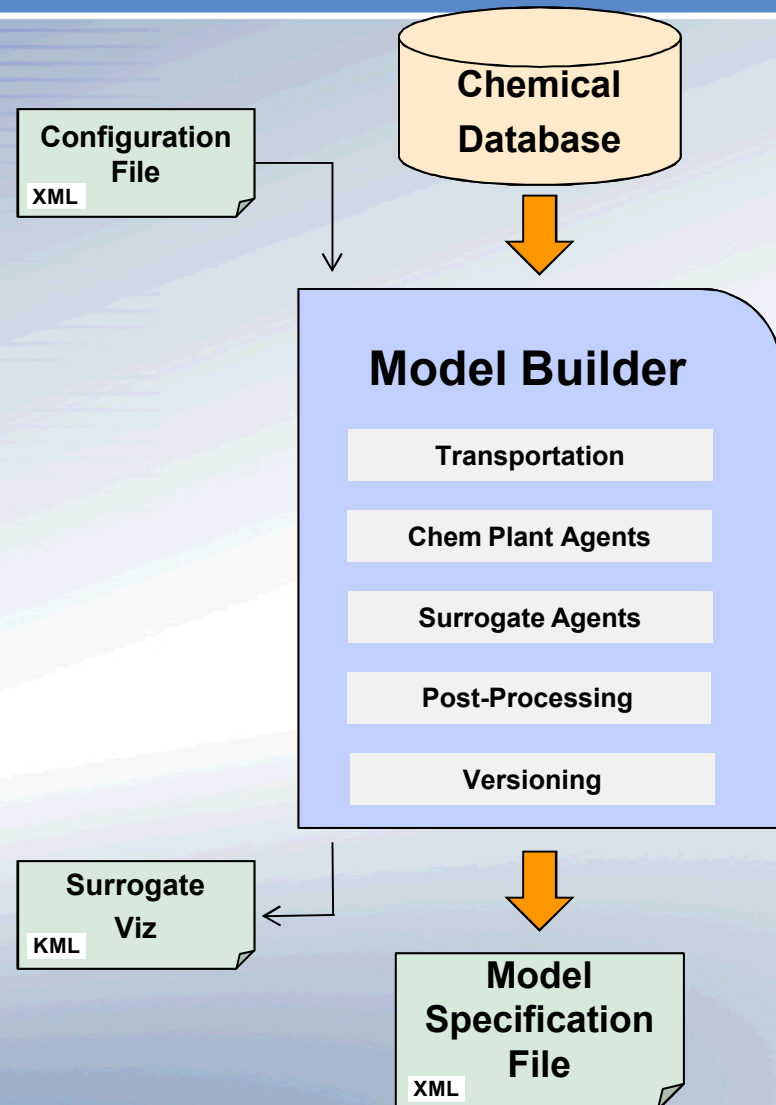 Chemical
Database
Configuration
File
XML
Model Builder
Transportation
Chem Plant Agents
Surrogate Agents
Post-Processing
Versioning
Surrogate
Viz
KML
Model
Specification
File
XML